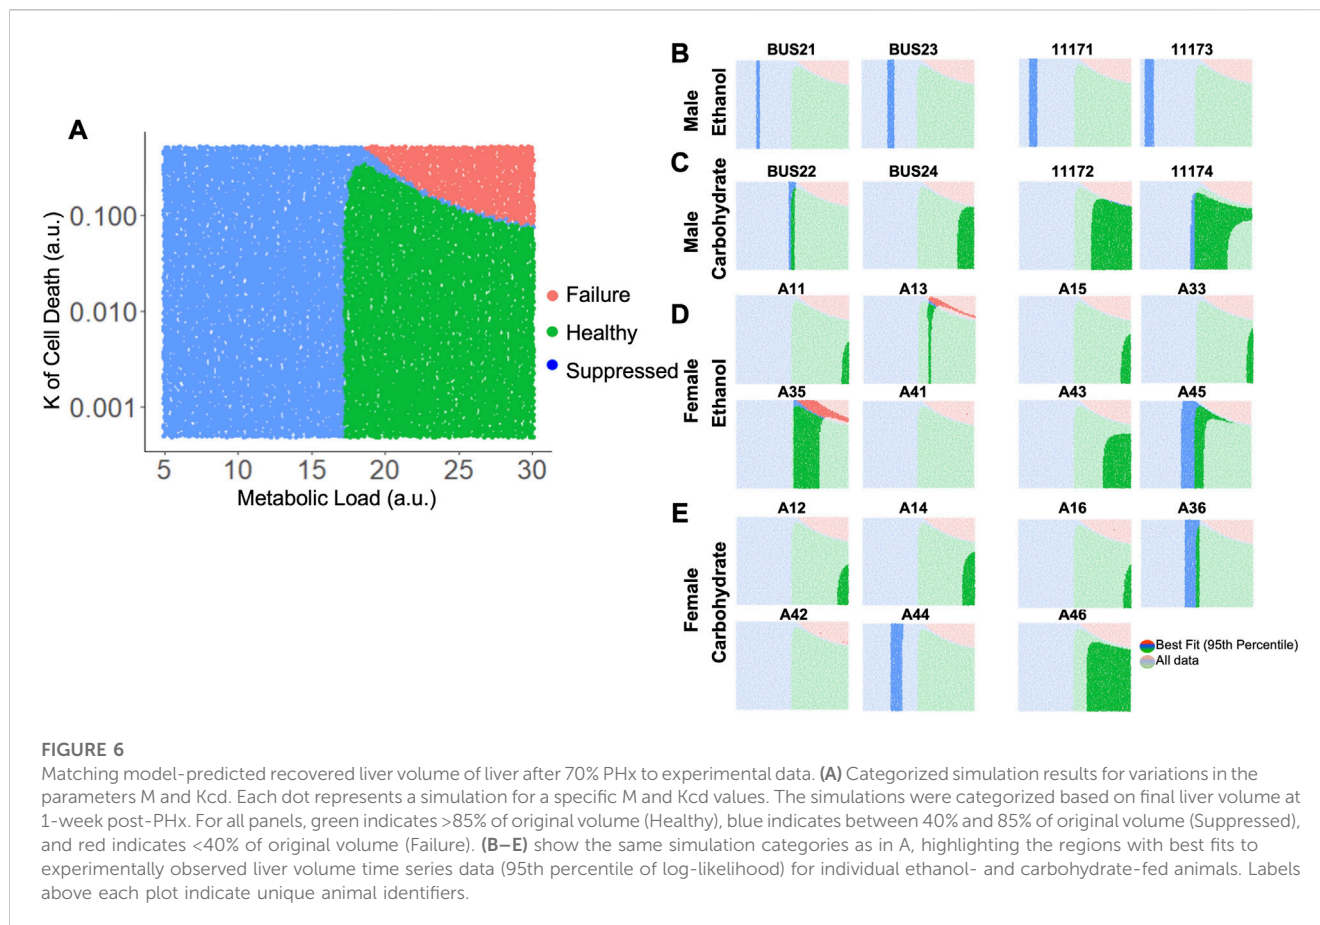 A
K of Cell Death (a.u.)
0.100
0.010
0.001
5 10 15 20 25 30
Metabolic Load (a.u.)
Failure
Healthy
Suppressed
B
Male
Ethanol
BUS21 BUS23 11171 11173
C
Male
Carbohydrate
BUS22 BUS24 11172 11174
D
Female
Ethanol
A11 A13 A15 A33
A35 A41 A43 A45
E
Female
Carbohydrate
A12 A14 A16 A36
A42 A44 A46
Best Fit (95th Percentile)
All data
FIGURE 6
Matching model-predicted recovered liver volume of liver after 70% PHx to experimental data. (A) Categorized simulation results for variations in the
parameters M and Kcd. Each dot represents a simulation for a specific M and Kcd values. The simulations were categorized based on final liver volume at
1-week post-PHx. For all panels, green indicates >85% of original volume (Healthy), blue indicates between 40% and 85% of original volume (Suppressed),
and red indicates <40% of original volume (Failure). (B–E) show the same simulation categories as in A, highlighting the regions with best fits to
experimentally observed liver volume time series data (95th percentile of log-likelihood) for individual ethanol- and carbohydrate-fed animals. Labels
above each plot indicate unique animal identifiers.